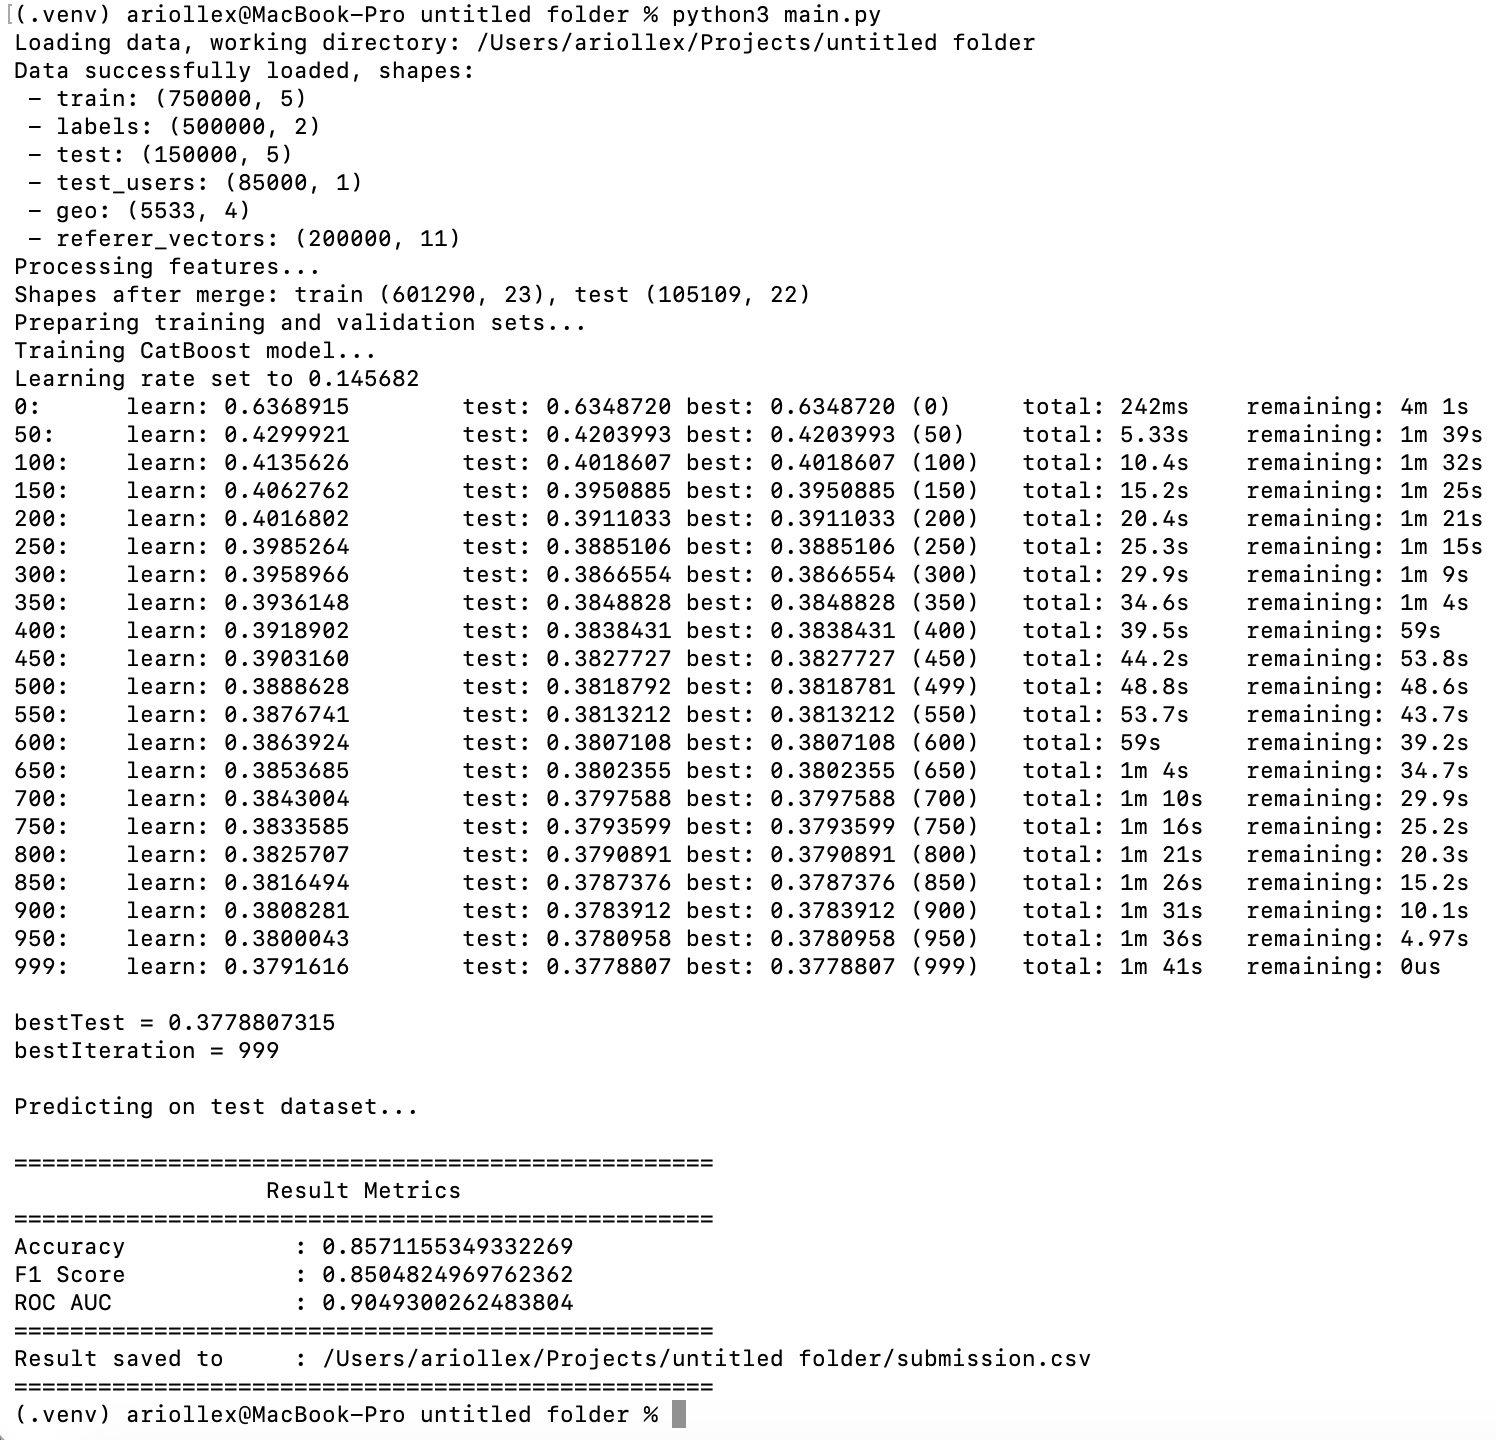 [(.venv) ariollex@MacBook-Pro untitled folder % python3 main.py
Loading data, working directory: /Users/ariollex/Projects/untitled folder
Data successfully loaded, shapes:
 – train: (750000, 5)
 – labels: (500000, 2)
 – test: (150000, 5)
 – test_users: (85000, 1)
 – geo: (5533, 4)
 – referer_vectors: (200000, 11)
Processing features...
Shapes after merge: train (601290, 23), test (105109, 22)
Preparing training and validation sets...
Training CatBoost model...
Learning rate set to 0.145682
0:      learn: 0.6368915        test: 0.6348720 best: 0.6348720 (0)     total: 242ms    remaining: 4m 1s
50:     learn: 0.4299921        test: 0.4203993 best: 0.4203993 (50)    total: 5.33s    remaining: 1m 39s
100:    learn: 0.4135626        test: 0.4018607 best: 0.4018607 (100)   total: 10.4s    remaining: 1m 32s
150:    learn: 0.4062762        test: 0.3950885 best: 0.3950885 (150)   total: 15.2s    remaining: 1m 25s
200:    learn: 0.4016802        test: 0.3911033 best: 0.3911033 (200)   total: 20.4s    remaining: 1m 21s
250:    learn: 0.3985264        test: 0.3885106 best: 0.3885106 (250)   total: 25.3s    remaining: 1m 15s
300:    learn: 0.3958966        test: 0.3866554 best: 0.3866554 (300)   total: 29.9s    remaining: 1m 9s
350:    learn: 0.3936148        test: 0.3848828 best: 0.3848828 (350)   total: 34.6s    remaining: 1m 4s
400:    learn: 0.3918902        test: 0.3838431 best: 0.3838431 (400)   total: 39.5s    remaining: 59s
450:    learn: 0.3903160        test: 0.3827727 best: 0.3827727 (450)   total: 44.2s    remaining: 53.8s
500:    learn: 0.3888628        test: 0.3818792 best: 0.3818781 (499)   total: 48.8s    remaining: 48.6s
550:    learn: 0.3876741        test: 0.3813212 best: 0.3813212 (550)   total: 53.7s    remaining: 43.7s
600:    learn: 0.3863924        test: 0.3807108 best: 0.3807108 (600)   total: 59s      remaining: 39.2s
650:    learn: 0.3853685        test: 0.3802355 best: 0.3802355 (650)   total: 1m 4s    remaining: 34.7s
700:    learn: 0.3843004        test: 0.3797588 best: 0.3797588 (700)   total: 1m 10s   remaining: 29.9s
750:    learn: 0.3833585        test: 0.3793599 best: 0.3793599 (750)   total: 1m 16s   remaining: 25.2s
800:    learn: 0.3825707        test: 0.3790891 best: 0.3790891 (800)   total: 1m 21s   remaining: 20.3s
850:    learn: 0.3816494        test: 0.3787376 best: 0.3787376 (850)   total: 1m 26s   remaining: 15.2s
900:    learn: 0.3808281        test: 0.3783912 best: 0.3783912 (900)   total: 1m 31s   remaining: 10.1s
950:    learn: 0.3800043        test: 0.3780958 best: 0.3780958 (950)   total: 1m 36s   remaining: 4.97s
999:    learn: 0.3791616        test: 0.3778807 best: 0.3778807 (999)   total: 1m 41s   remaining: 0us
bestTest = 0.3778807315
bestIteration = 999
Predicting on test dataset...
==================================================
                  Result Metrics
==================================================
Accuracy            : 0.8571155349332269
F1 Score            : 0.8504824969762362
ROC AUC             : 0.9049300262483804
==================================================
Result saved to     : /Users/ariollex/Projects/untitled folder/submission.csv
==================================================
(.venv) ariollex@MacBook-Pro untitled folder %